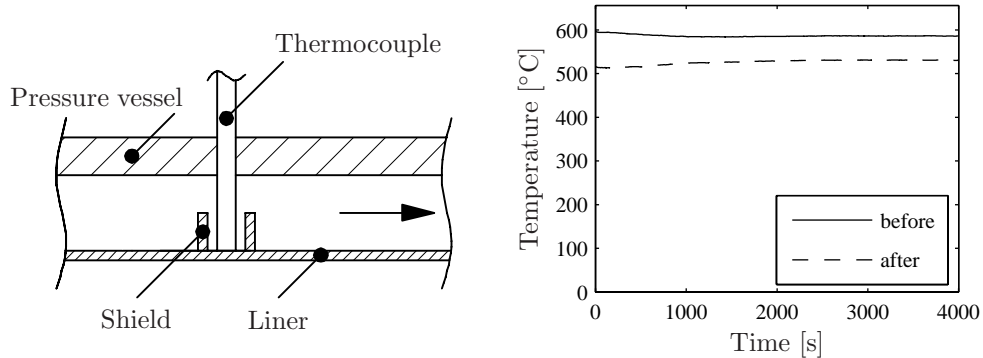 Thermocouple
Pressure vessel
Shield
Liner
Temperature [°C]
600
500
400
300
200
100
0
before
after
0 1000 2000 3000 4000
Time [s]